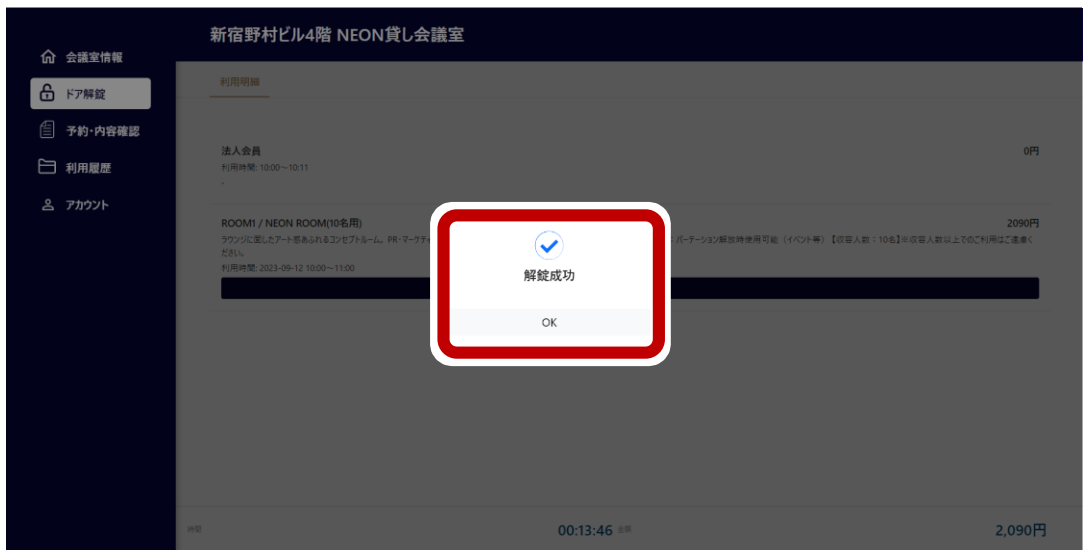 新宿野村ビル4階 NEON貸し会議室
会議室情報
ドア解錠
予約・内容確認
利用履歴
アカウント
利用明細
法人会員 0円
利用時間: 10:00～10:11
-
ROOM1 / NEON ROOM(10名用) 2090円
ラウンジに面したアート感あふれるコンセプトルーム。PR・マーケティ : パーテーション解放時使用可能（イベント等）【収容人数：10名】※収容人数以上でのご利用はご遠慮く
ださい。
利用時間: 2023-09-12 10:00～11:00
解錠成功
OK
時間 00:13:46 金額 2,090円